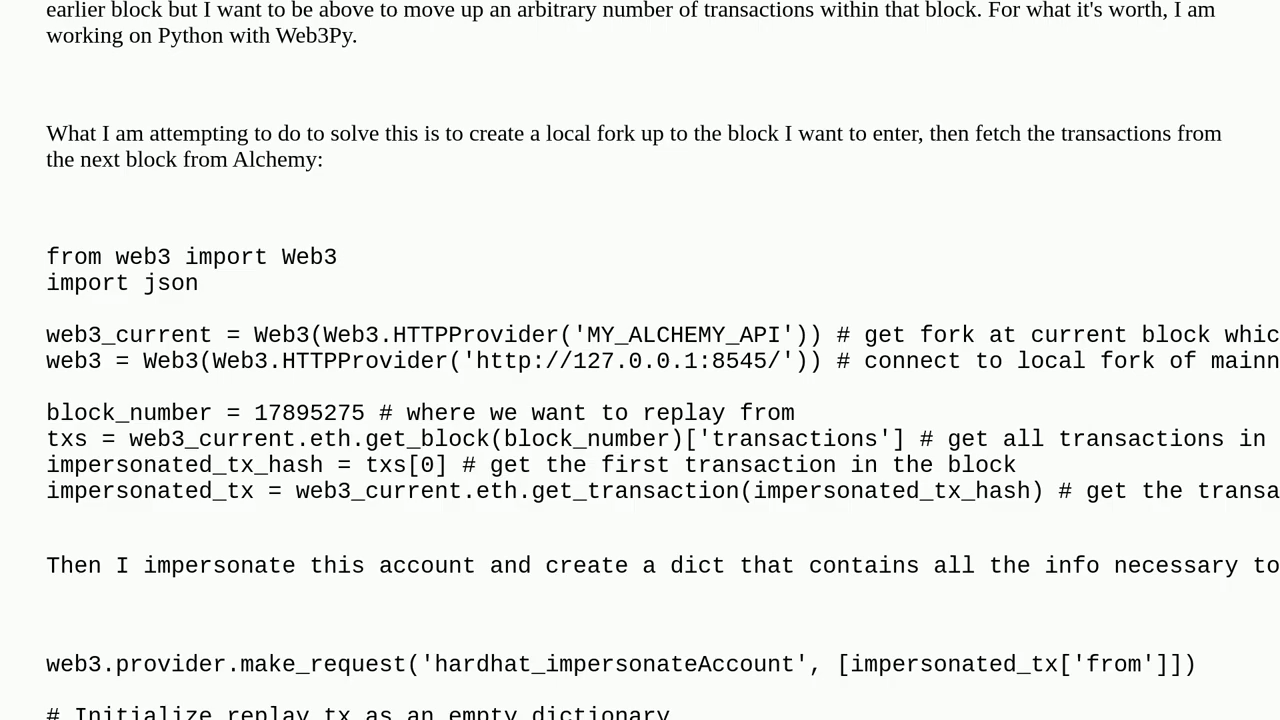 earlier block but I want to be above to move up an arbitrary number of transactions within that block. For what it's worth, I am
working on Python with Web3Py.
What I am attempting to do to solve this is to create a local fork up to the block I want to enter, then fetch the transactions from
the next block from Alchemy:
from web3 import Web3
import json
web3_current = Web3(Web3.HTTPProvider('MY_ALCHEMY_API')) # get fork at current block whic
web3 = Web3(Web3.HTTPProvider('http://127.0.0.1:8545/')) # connect to local fork of mainn
block_number = 17895275 # where we want to replay from
txs = web3_current.eth.get_block(block_number)['transactions'] # get all transactions in
impersonated_tx_hash = txs[0] # get the first transaction in the block
impersonated_tx = web3_current.eth.get_transaction(impersonated_tx_hash) # get the transa
Then I impersonate this account and create a dict that contains all the info necessary to
web3.provider.make_request('hardhat_impersonateAccount', [impersonated_tx['from']])
# Initialize replay_tx as an empty dictionary